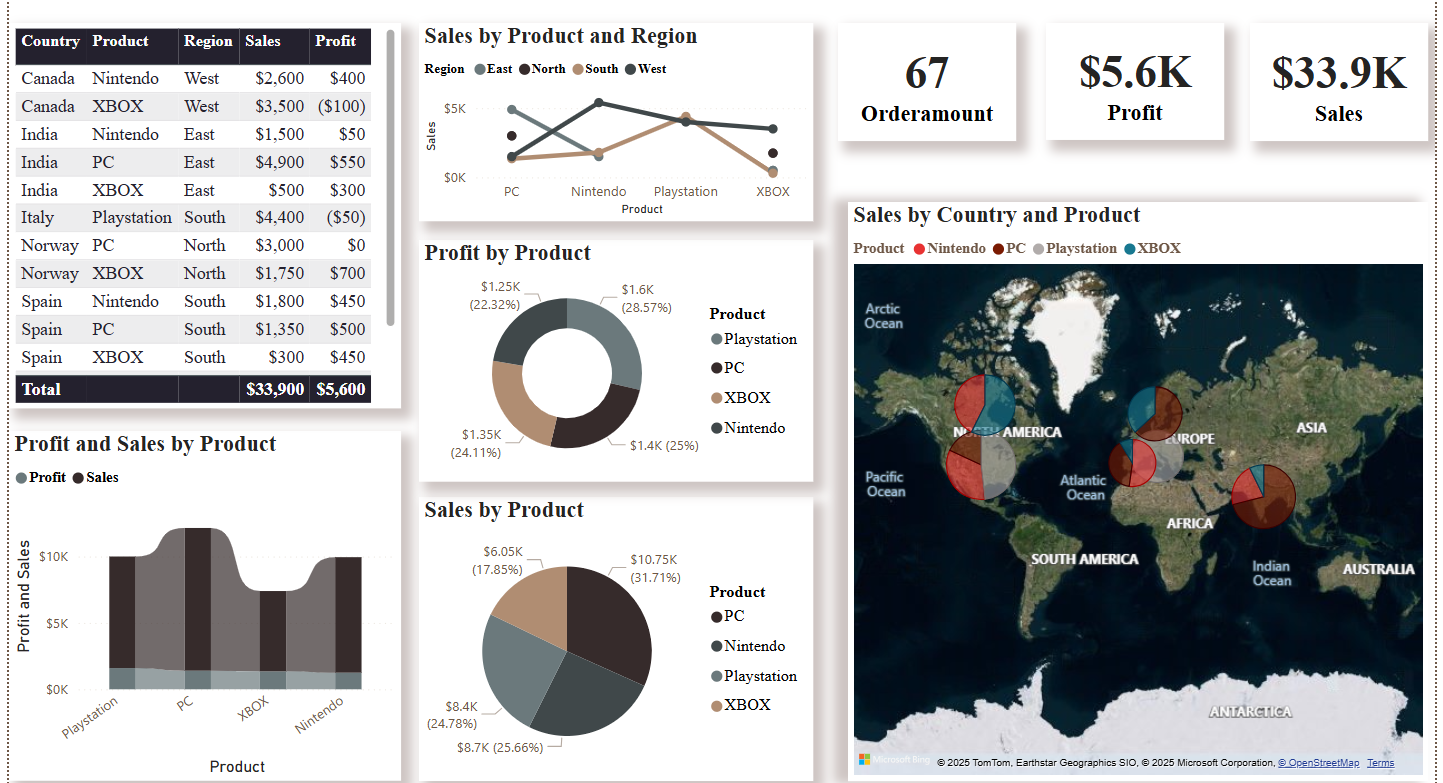 Country Product Region Sales Profit
Canada Nintendo West $2,600 $400
Canada XBOX West $3,500 ($100)
India Nintendo East $1,500 $50
India PC East $4,900 $550
India XBOX East $500 $300
Italy Playstation South $4,400 ($50)
Norway PC North $3,000 $0
Norway XBOX North $1,750 $700
Spain Nintendo South $1,800 $450
Spain PC South $1,350 $500
Spain XBOX South $300 $450
Total $33,900 $5,600
Profit and Sales by Product
Profit Sales
Profit and Sales
$10K
$5K
$0K
Playstation PC XBOX Nintendo
Product
Sales by Product and Region
Region East North South West
Sales
$5K
$0K
PC Nintendo Playstation XBOX
Product
Profit by Product
$1.25K
(22.32%)
$1.6K
(28.57%)
$1.35K
(24.11%)
$1.4K (25%)
Product
Playstation
PC
XBOX
Nintendo
Sales by Product
$6.05K
(17.85%)
$10.75K
(31.71%)
$8.4K
(24.78%)
$8.7K (25.66%)
Product
PC
Nintendo
Playstation
XBOX
67
Orderamount
$5.6K
Profit
$33.9K
Sales
Sales by Country and Product
Product Nintendo PC Playstation XBOX
Arctic
Ocean
NORTH AMERICA
EUROPE
ASIA
Pacific
Ocean
Atlantic
Ocean
AFRICA
SOUTH AMERICA
Indian
Ocean
AUSTRALIA
ANTARCTICA
Microsoft Bing
© 2025 TomTom, Earthstar Geographics SIO, © 2025 Microsoft Corporation, © OpenStreetMap Terms